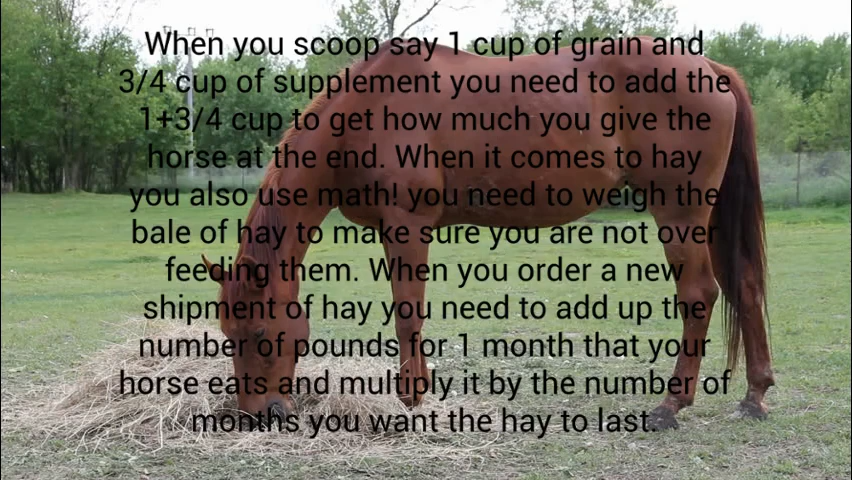 When you scoop say 1 cup of grain and
3/4 cup of supplement you need to add the
1+3/4 cup to get how much you give the
horse at the end. When it comes to hay
you also use math! you need to weigh the
bale of hay to make sure you are not over
feeding them. When you order a new
shipment of hay you need to add up the
number of pounds for 1 month that your
horse eats and multiply it by the number of
months you want the hay to last.